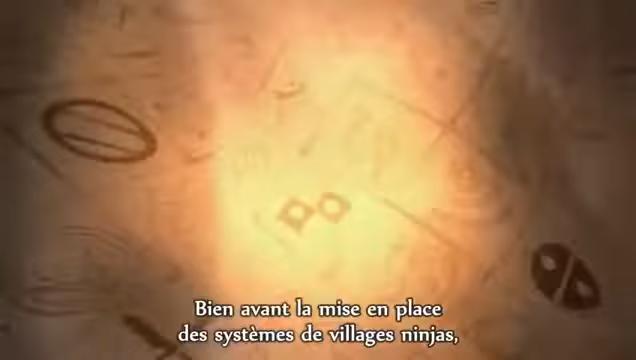 Bien avant la mise en place
des systèmes de villages ninjas,